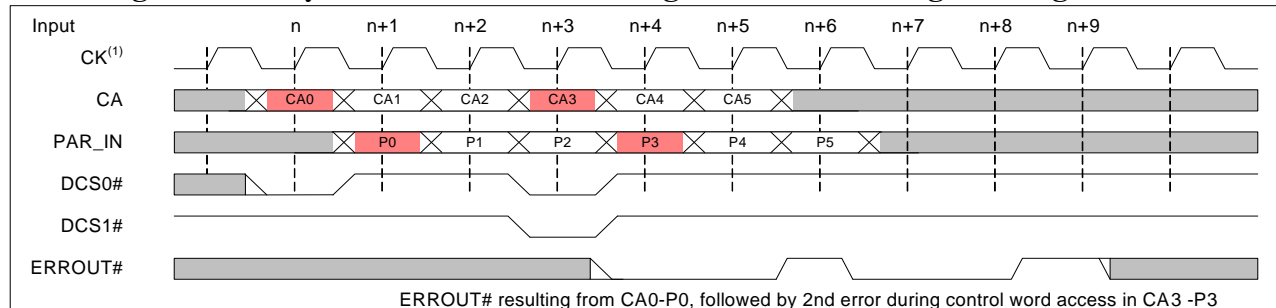 Input n n+1 n+2 n+3 n+4 n+5 n+6 n+7 n+8 n+9
CK(1)
CA CA0 CA1 CA2 CA3 CA4 CA5
PAR_IN P0 P1 P2 P3 P4 P5
DCS0#
DCS1#
ERROUT#
ERROUT# resulting from CA0-P0, followed by 2nd error during control word access in CA3 -P3